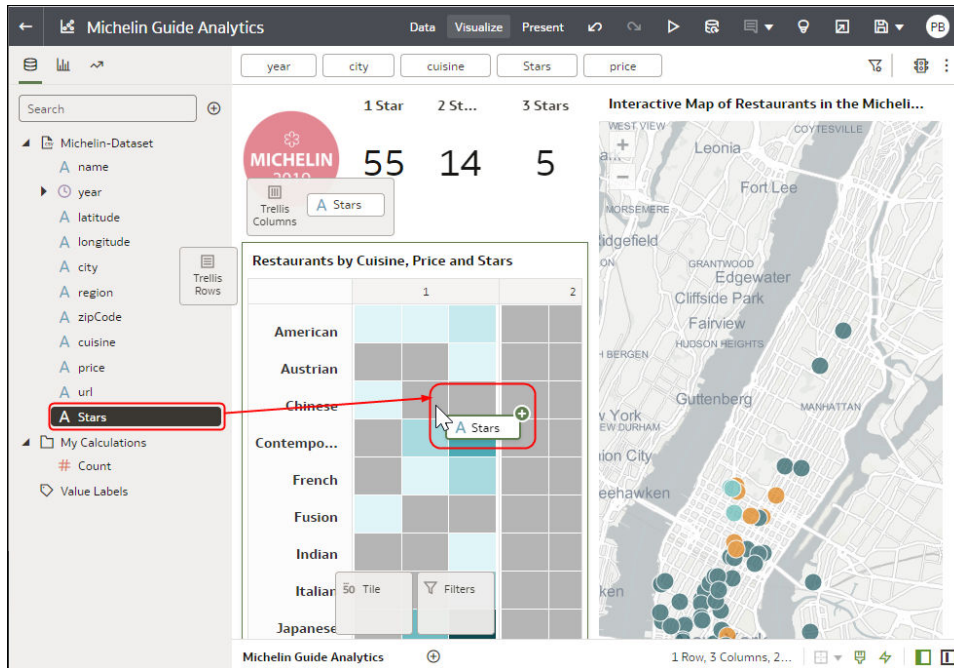 Michelin Guide Analytics
Data Visualize Present
PB
year city cuisine Stars price
Search
Michelin-Dataset
A name
year
A latitude
A longitude
A city
A region
A zipCode
A cuisine
A price
A url
A Stars
My Calculations
# Count
Value Labels
Trellis
Rows
MICHELIN
1 Star 2 St... 3 Stars
55 14 5
Trellis
Columns
A Stars
Restaurants by Cuisine, Price and Stars
1 2
American
Austrian
Chinese
A Stars
Contempo...
French
Fusion
Indian
Italian
Japanese
50 Tile
Filters
Interactive Map of Restaurants in the Micheli...
WEST VIEW
COYTESVILLE
+
Leonia
−
Fort Lee
MORSEMERE
idgefield
GRANTWOOD
Edgewater
Cliffside Park
Fairview
HUDSON HEIGHTS
H BERGEN
Guttenberg
MANHATTAN
v York
EW DURHAM
ion City
eehawken
ken
Michelin Guide Analytics
1 Row, 3 Columns, 2...